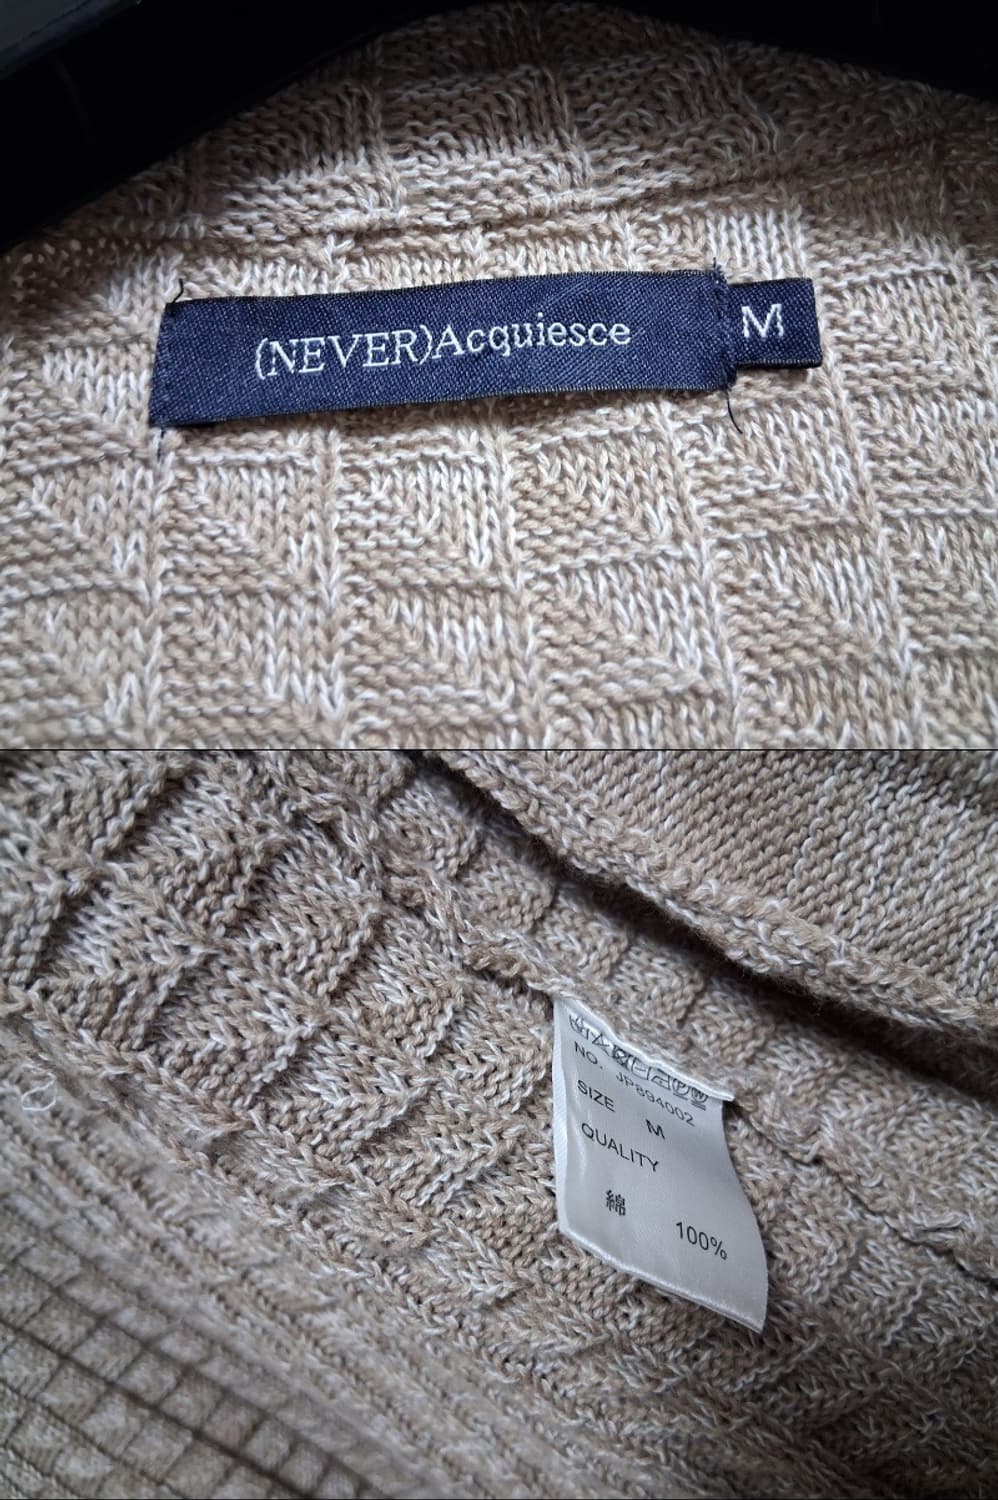 (NEVER)Acquiesce
M
NO. JP894002
SIZE M
QUALITY
綿 100%